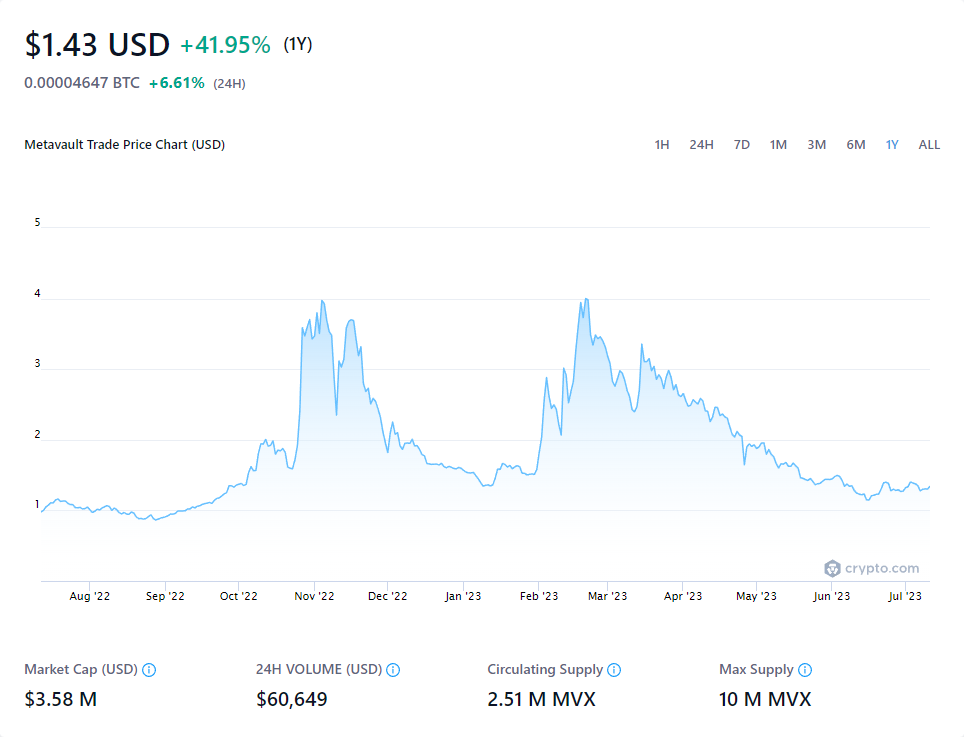 $1.43 USD +41.95% (1Y)
0.00004647 BTC +6.61% (24H)
Metavault Trade Price Chart (USD) 1H 24H 7D 1M 3M 6M 1Y ALL
5
4
3
2
1
crypto.com
Aug '22 Sep '22 Oct '22 Nov '22 Dec '22 Jan '23 Feb '23 Mar '23 Apr '23 May '23 Jun '23 Jul '23
Market Cap (USD) 24H VOLUME (USD) Circulating Supply Max Supply
$3.58 M $60,649 2.51 M MVX 10 M MVX